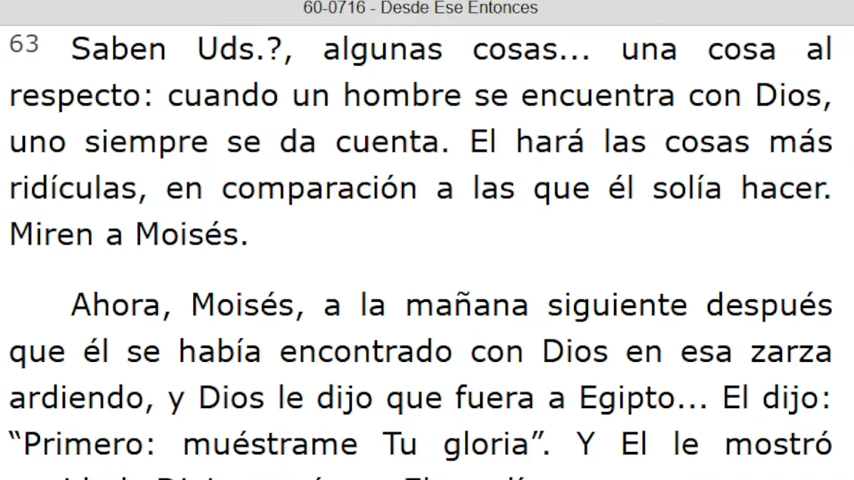 60-0716 - Desde Ese Entonces
63 Saben Uds.?, algunas cosas... una cosa al
respecto: cuando un hombre se encuentra con Dios,
uno siempre se da cuenta. El hará las cosas más
ridículas, en comparación a las que él solía hacer.
Miren a Moisés.
Ahora, Moisés, a la mañana siguiente después
que él se había encontrado con Dios en esa zarza
ardiendo, y Dios le dijo que fuera a Egipto... El dijo:
“Primero: muéstrame Tu gloria”. Y El le mostró